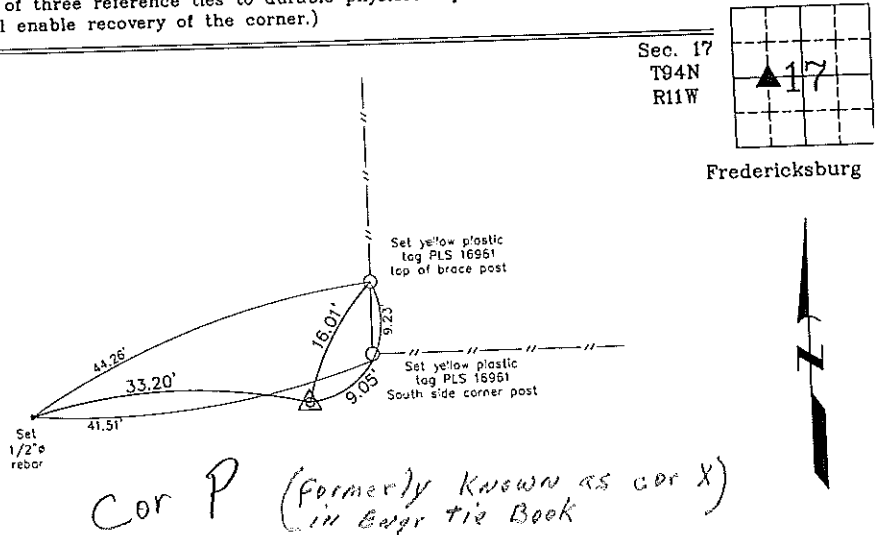 of three reference ties to durable physical
l enable recovery of the corner.)
Sec. 17
T94N
R11W
17
Fredericksburg
Set yellow plastic
tag PLS 16961
top of brace post
44.26'
16.01'
9.23'
33.20'
9.05'
Set yellow plastic
tag PLS 16961
South side corner post
41.51'
Set
1/2"ø
rebar
N
Cor P (Formerly Known as cor X)
in Engr tie Book